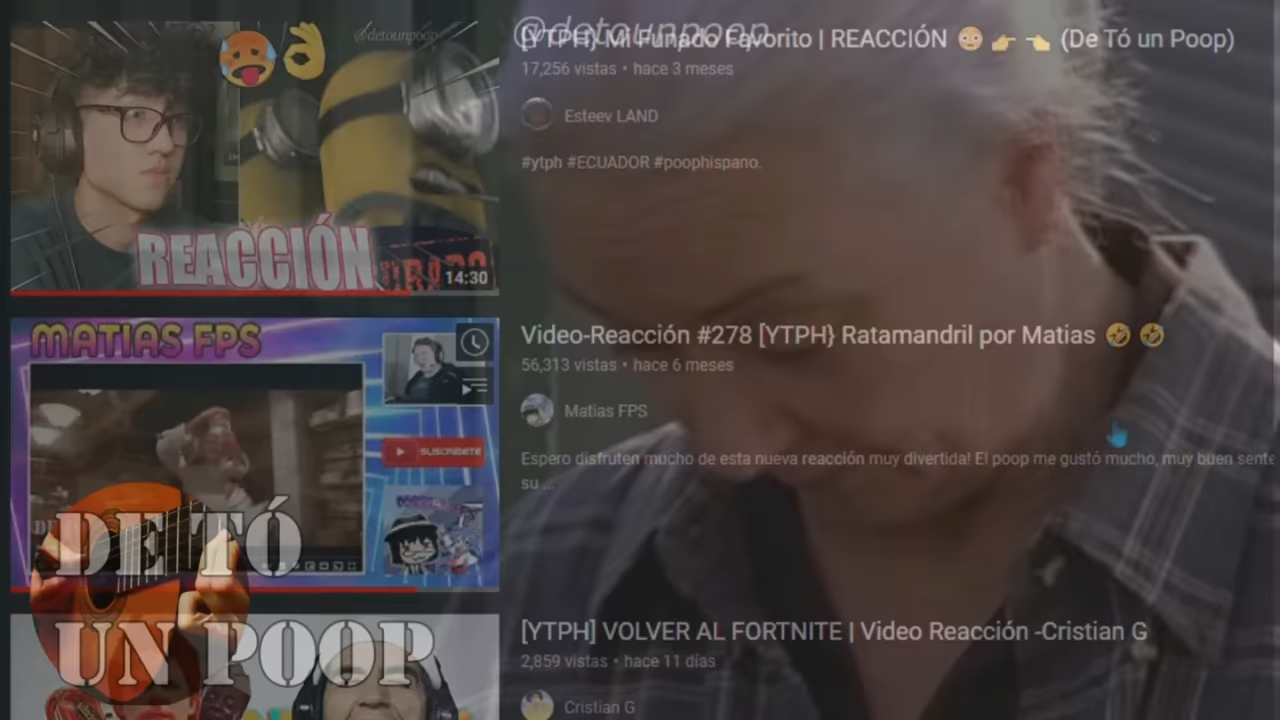 @detounpoop
@detounpoop
[YTPH} Mi Funado Favorito | REACCIÓN 😳 👉 👈 (De Tó un Poop)
17,256 vistas • hace 3 meses
Esteev LAND
#ytph #ECUADOR #poophispano.
REACCIÓN
14:30
MATIAS FPS
Video-Reacción #278 [YTPH} Ratamandril por Matias 🤣 🤣
56,313 vistas • hace 6 meses
Matias FPS
SUSCRIBETE
Espero disfruten mucho de esta nueva reacción muy divertida! El poop me gustó mucho, muy buen sente
su ...
DE TÓ
UN POOP
[YTPH] VOLVER AL FORTNITE | Video Reacción -Cristian G
2,859 vistas • hace 11 días
Cristian G